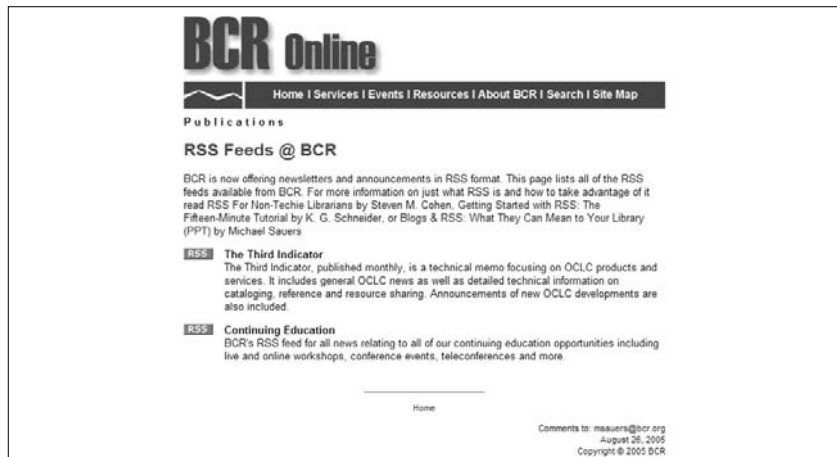 BCR Online
Home | Services | Events | Resources | About BCR | Search | Site Map
Publications
RSS Feeds @ BCR
BCR is now offering newsletters and announcements in RSS format. This page lists all of the RSS
feeds available from BCR. For more information on just what RSS is and how to take advantage of it
read RSS For Non-Techie Librarians by Steven M. Cohen, Getting Started with RSS: The
Fifteen-Minute Tutorial by K. G. Schneider, or Blogs & RSS: What They Can Mean to Your Library
(PPT) by Michael Sauers
RSS The Third Indicator
The Third Indicator, published monthly, is a technical memo focusing on OCLC products and
services. It includes general OCLC news as well as detailed technical information on
cataloging, reference and resource sharing. Announcements of new OCLC developments are
also included.
RSS Continuing Education
BCR's RSS feed for all news relating to all of our continuing education opportunities including
live and online workshops, conference events, teleconferences and more.
Home
Comments to: msauers@bcr.org
August 26, 2005
Copyright © 2005 BCR